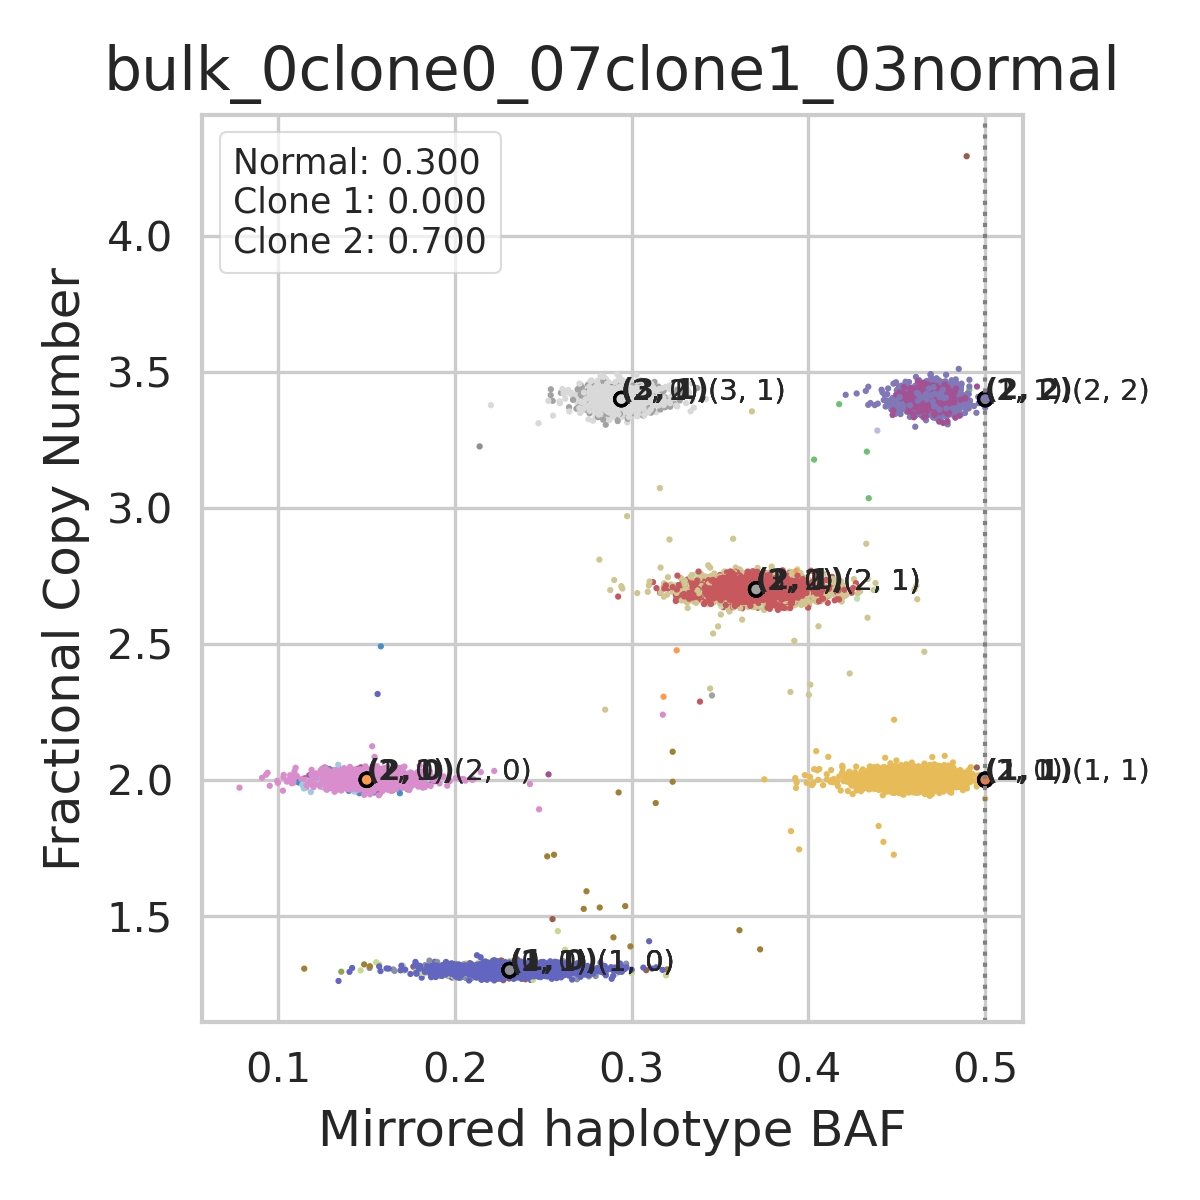 bulk_0clone0_07clone1_03normal
Normal: 0.300
Clone 1: 0.000
Clone 2: 0.700
Fractional Copy Number
4.0
3.5
3.0
2.5
2.0
1.5
(3, 1)
(2, 2)
(2, 1)
(2, 0)
(1, 1)
(1, 0)
0.1 0.2 0.3 0.4 0.5
Mirrored haplotype BAF